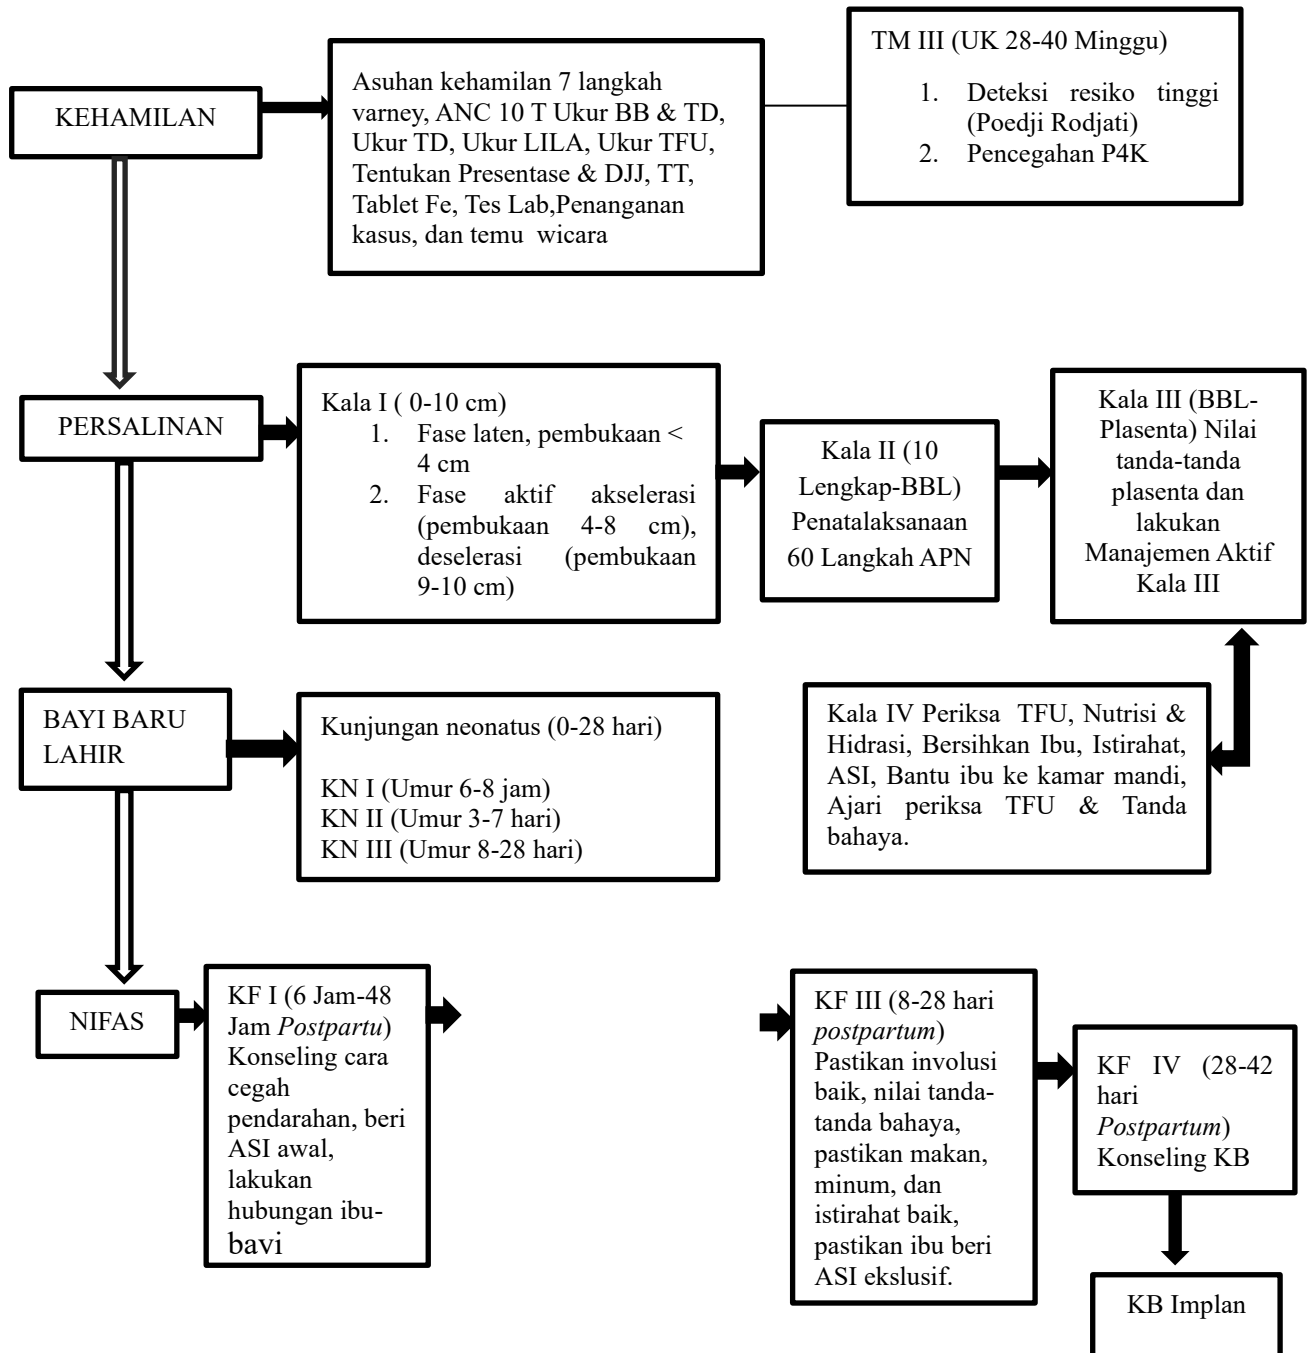 KEHAMILAN
Asuhan kehamilan 7 langkah
varney, ANC 10 T Ukur BB & TD,
Ukur TD, Ukur LILA, Ukur TFU,
Tentukan Presentase & DJJ, TT,
Tablet Fe, Tes Lab,Penanganan
kasus, dan temu wicara
TM III (UK 28-40 Minggu)
1. Deteksi resiko tinggi
(Poedji Rodjati)
2. Pencegahan P4K
PERSALINAN
Kala I ( 0-10 cm)
1. Fase laten, pembukaan <
4 cm
2. Fase aktif akselerasi
(pembukaan 4-8 cm),
deselerasi (pembukaan
9-10 cm)
Kala II (10
Lengkap-BBL)
Penatalaksanaan
60 Langkah APN
Kala III (BBL-
Plasenta) Nilai
tanda-tanda
plasenta dan
lakukan
Manajemen Aktif
Kala III
Kala IV Periksa TFU, Nutrisi &
Hidrasi, Bersihkan Ibu, Istirahat,
ASI, Bantu ibu ke kamar mandi,
Ajari periksa TFU & Tanda
bahaya.
BAYI BARU
LAHIR
Kunjungan neonatus (0-28 hari)
KN I (Umur 6-8 jam)
KN II (Umur 3-7 hari)
KN III (Umur 8-28 hari)
NIFAS
KF I (6 Jam-48
Jam Postpartu)
Konseling cara
cegah
pendarahan, beri
ASI awal,
lakukan
hubungan ibu-
bavi
KF III (8-28 hari
postpartum)
Pastikan involusi
baik, nilai tanda-
tanda bahaya,
pastikan makan,
minum, dan
istirahat baik,
pastikan ibu beri
ASI ekslusif.
KF IV (28-42
hari
Postpartum)
Konseling KB
KB Implan